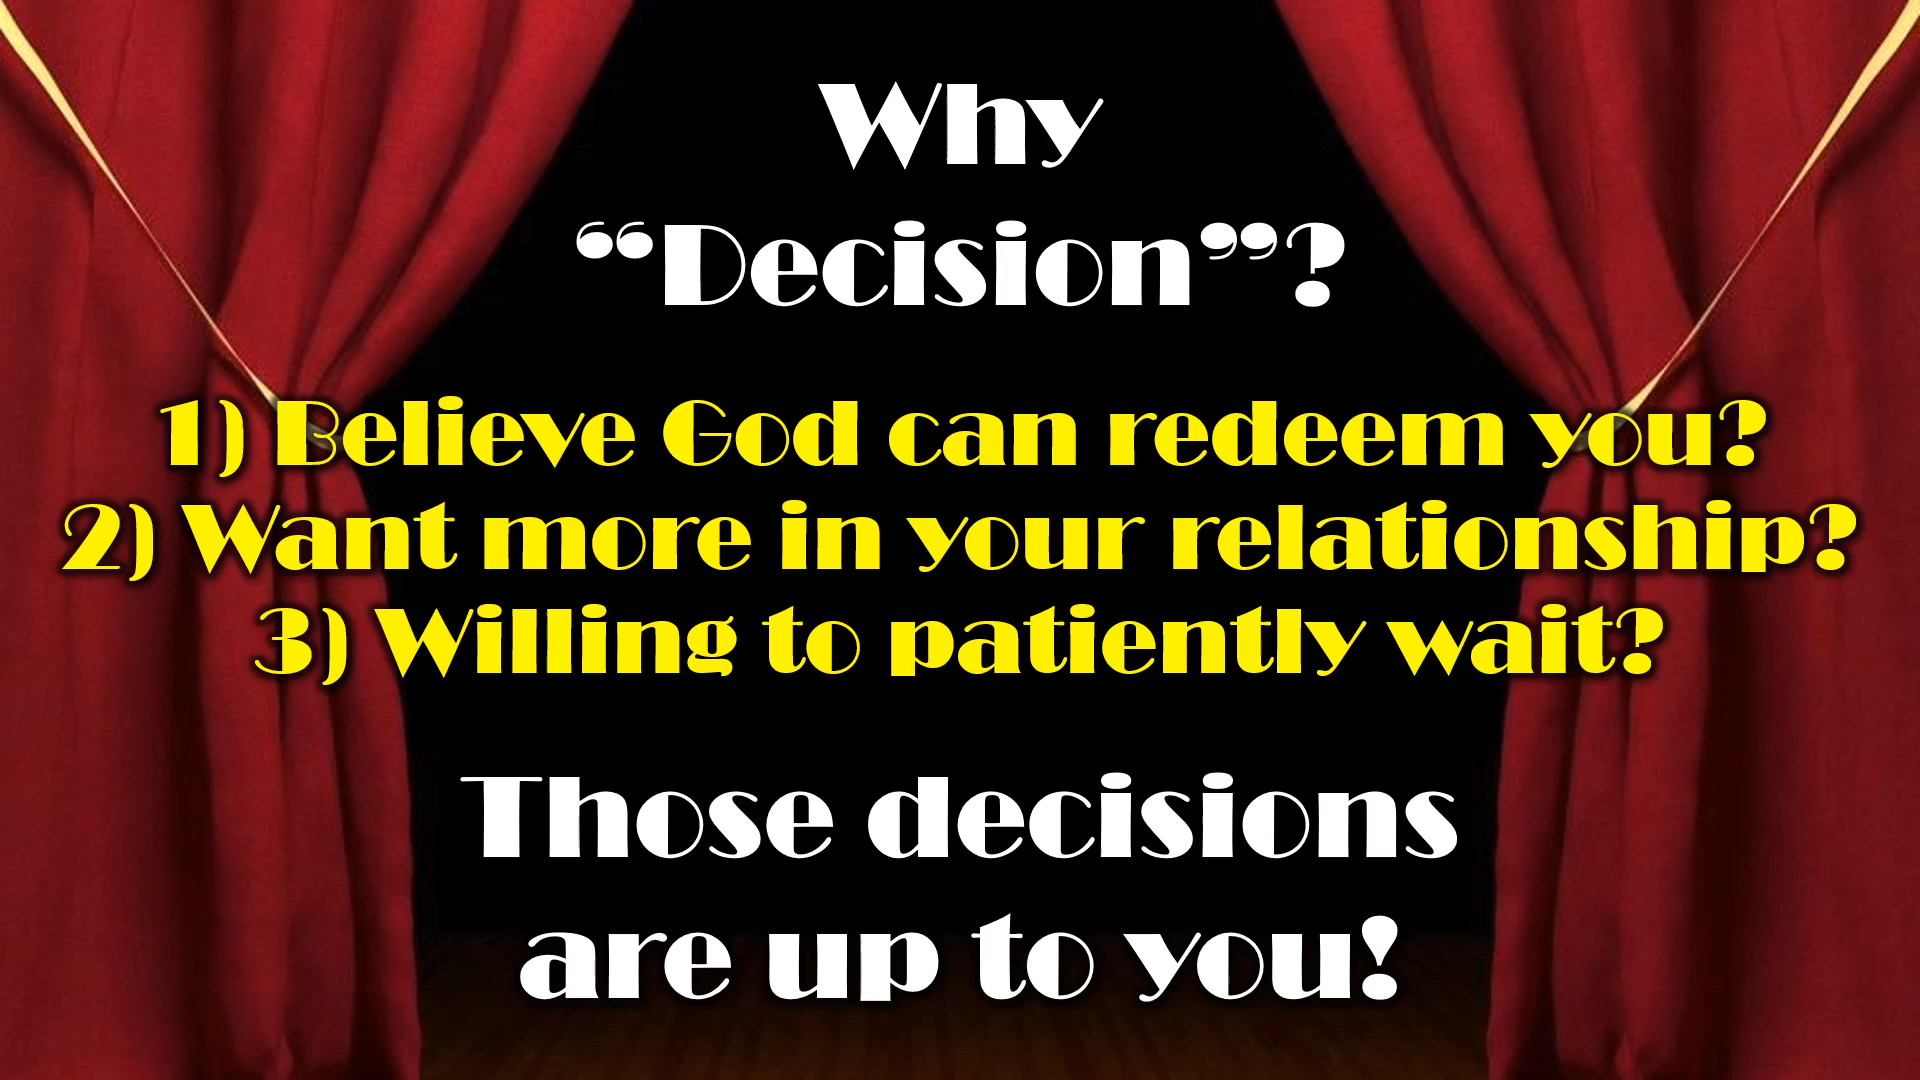 Why
“Decision”?
1) Believe God can redeem you?
2) Want more in your relationship?
3) Willing to patiently wait?
Those decisions
are up to you!